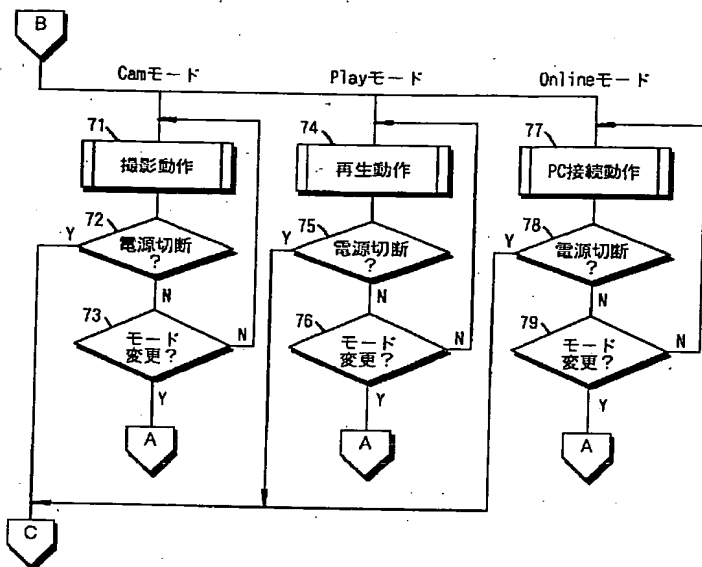 B
Camモード
Playモード
Onlineモード
71
撮影動作
74
再生動作
77
PC接続動作
72
電源切断
?
Y
N
75
電源切断
?
Y
N
78
電源切断
?
Y
N
73
モード
変更?
N
Y
76
モード
変更?
N
Y
79
モード
変更?
N
Y
A
A
A
C